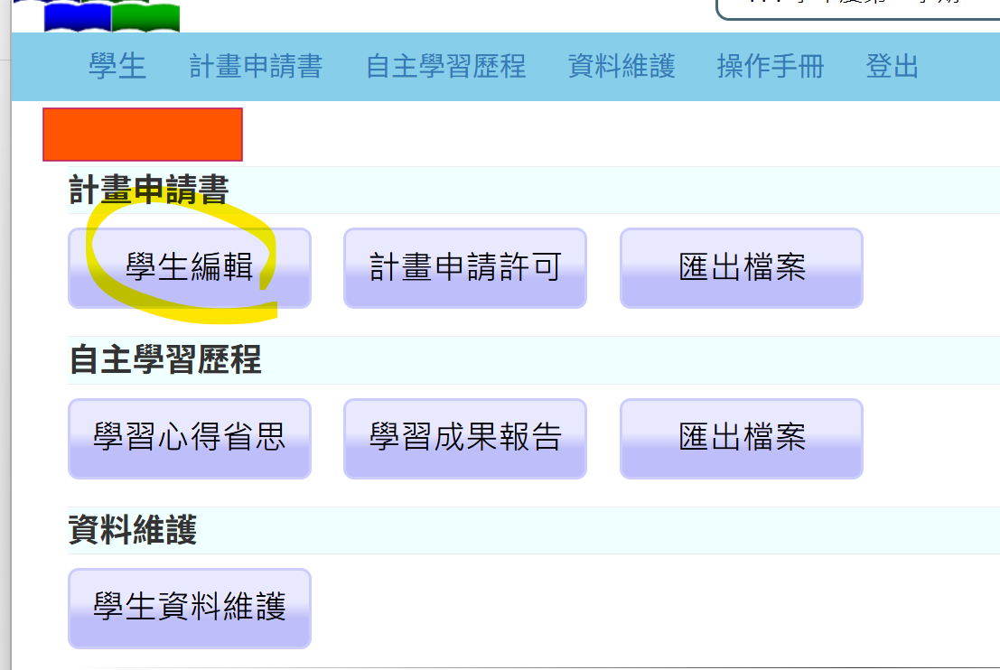 學生 計畫申請書 自主學習歷程 資料維護 操作手冊 登出
計畫申請書
學生編輯 計畫申請許可 匯出檔案
自主學習歷程
學習心得省思 學習成果報告 匯出檔案
資料維護
學生資料維護